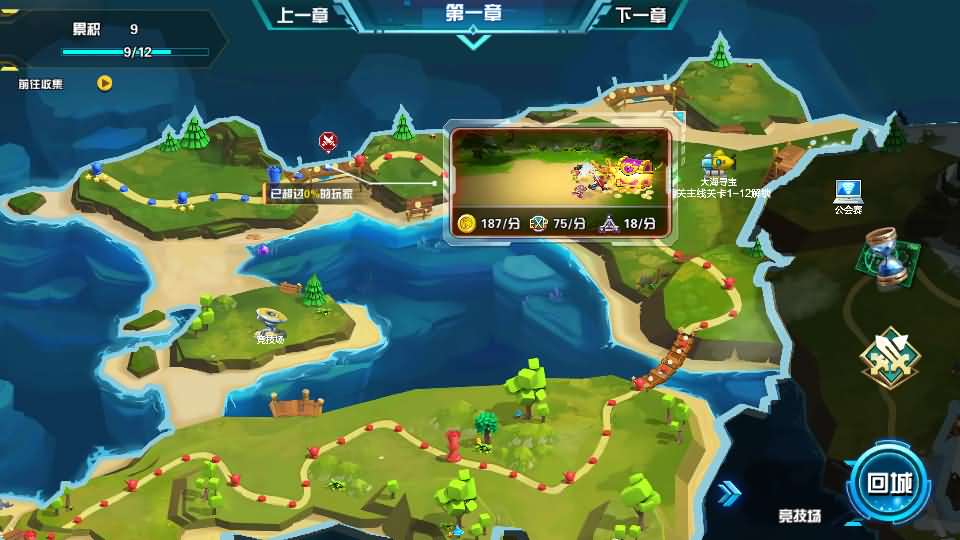 累积 9
9/12
前往收集
上一章
第一章
下一章
已超过0%的玩家
187/分
EXP
75/分
18/分
大海寻宝
关主线关卡1-12解锁
公会赛
竞技场
回城
竞技场